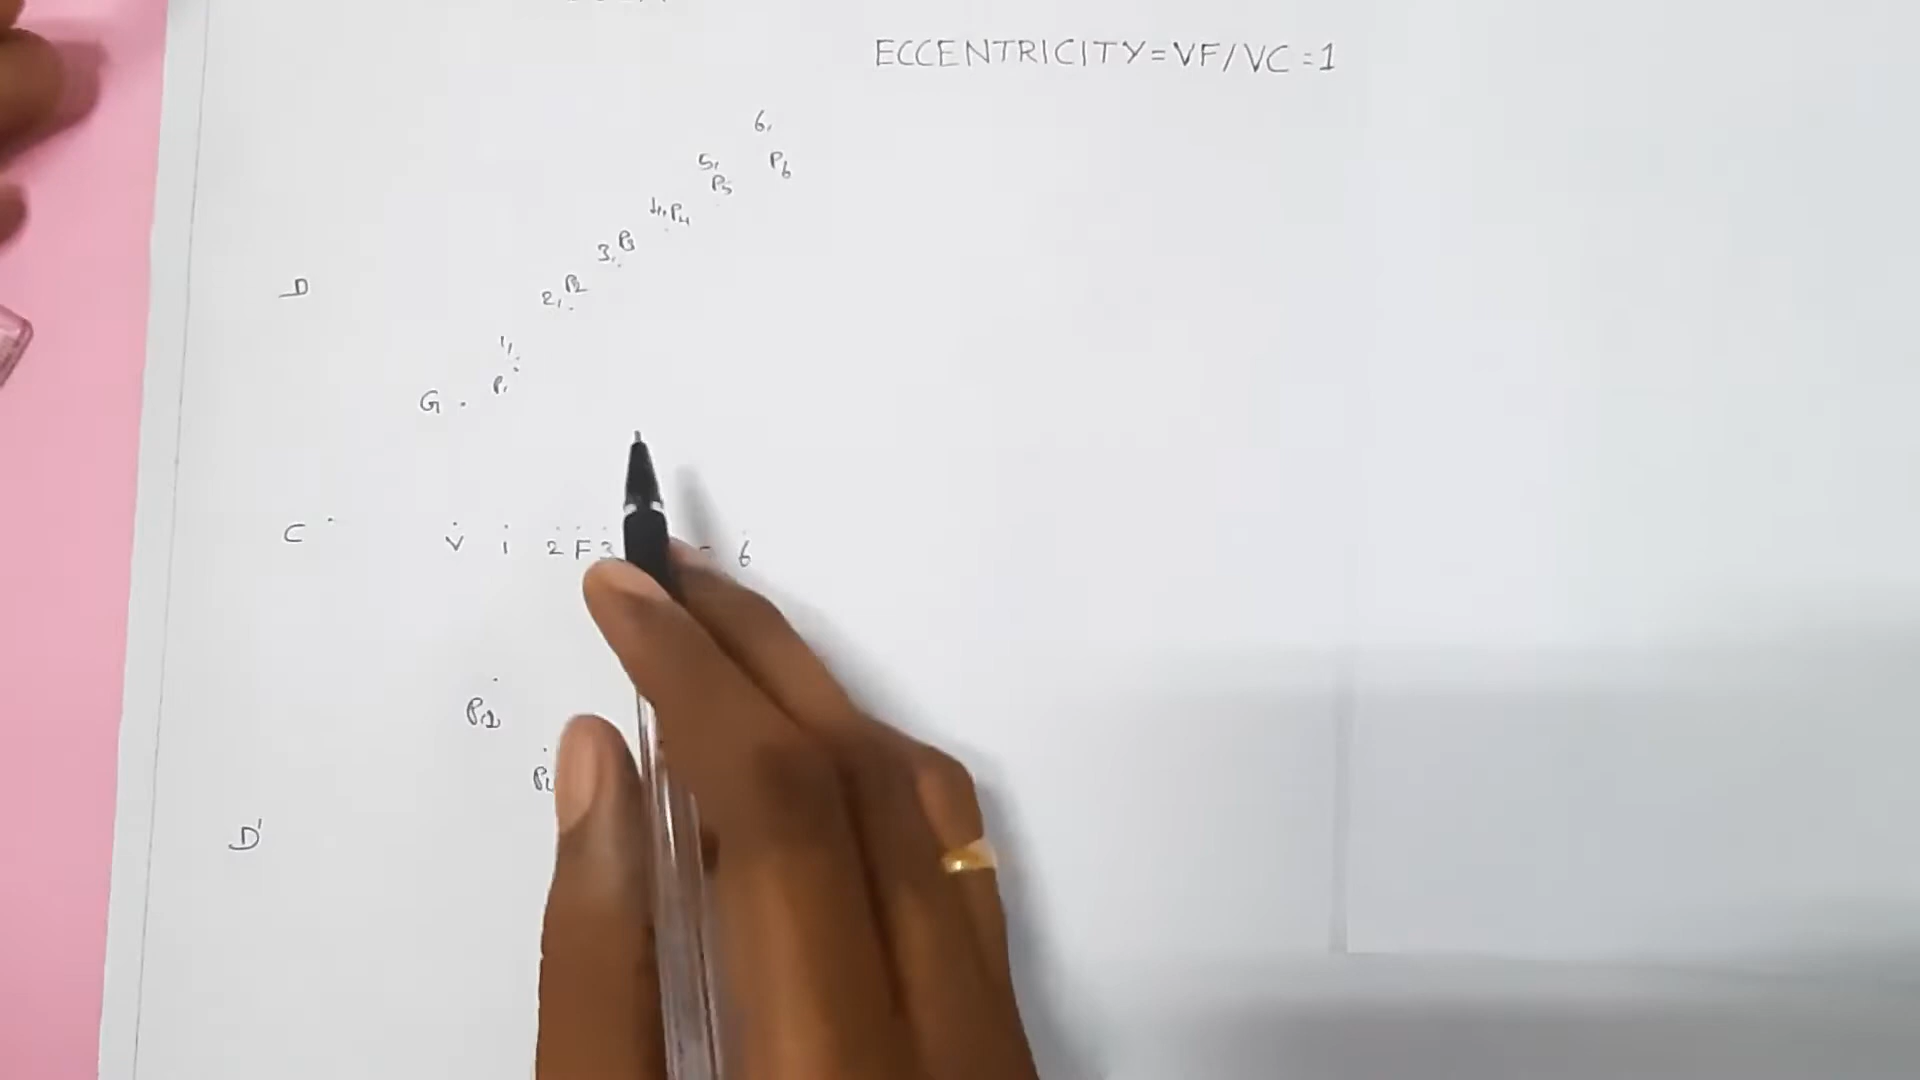 ECCENTRICITY=VF/VC=1
6,
P6
5,
P5
4, P4
3, P3
D
2, P2
1,
P1
G
C V 1 2 F 3 6
D'